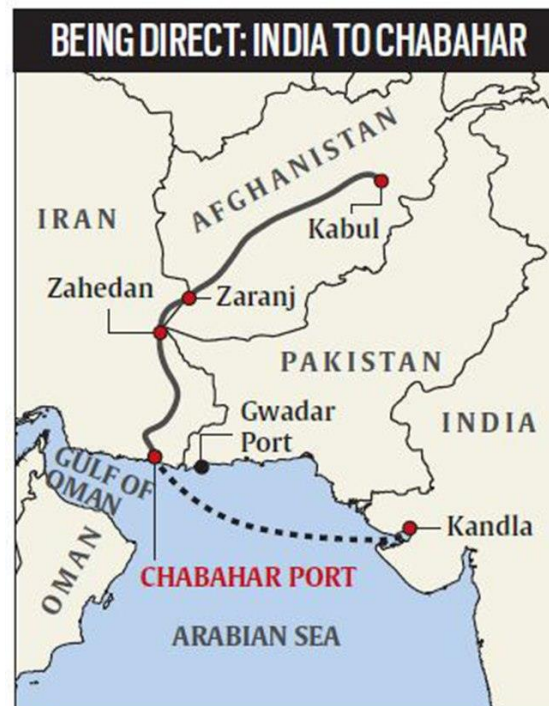 BEING DIRECT: INDIA TO CHABAHAR
AFGHANISTAN
IRAN
Kabul
Zahedan
Zaranj
PAKISTAN
Gwadar
Port
INDIA
GULF OF
OMAN
Kandla
OMAN
CHABAHAR PORT
ARABIAN SEA